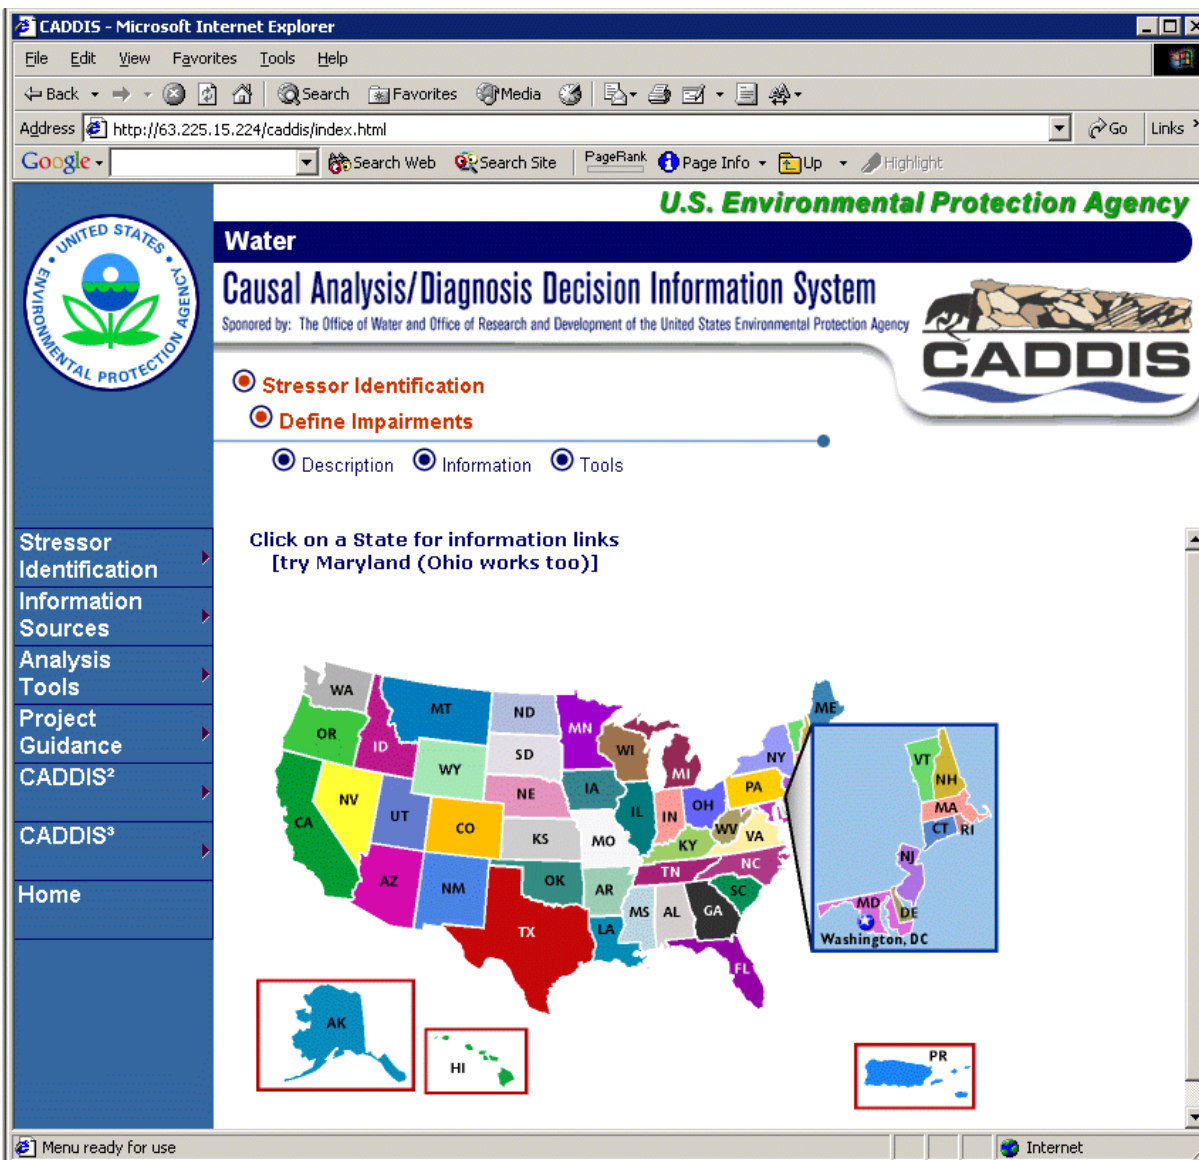 CADDIS - Microsoft Internet Explorer
File Edit View Favorites Tools Help
Back Search Favorites Media
Address http://63.225.15.224/caddis/index.html Go Links
Google Search Web Search Site PageRank Page Info Up Highlight
U.S. Environmental Protection Agency
UNITED STATES
ENVIRONMENTAL PROTECTION AGENCY
Water
Causal Analysis/Diagnosis Decision Information System
Sponored by: The Office of Water and Office of Research and Development of the United States Environmental Protection Agency
CADDIS
Stressor Identification
Define Impairments
Description Information Tools
Stressor
Identification
Information
Sources
Analysis
Tools
Project
Guidance
CADDIS²
CADDIS³
Home
Click on a State for information links
[try Maryland (Ohio works too)]
WA
OR
ID
MT
ND
MN
WI
MI
NY
ME
SD
WY
NE
IA
IL
IN
OH
PA
NV
UT
CO
KS
MO
KY
WV
VA
CA
AZ
NM
OK
AR
TN
NC
SC
MS
AL
GA
TX
LA
FL
VT
NH
MA
CT
RI
NJ
MD
DE
Washington, DC
AK
HI
PR
Menu ready for use
Internet